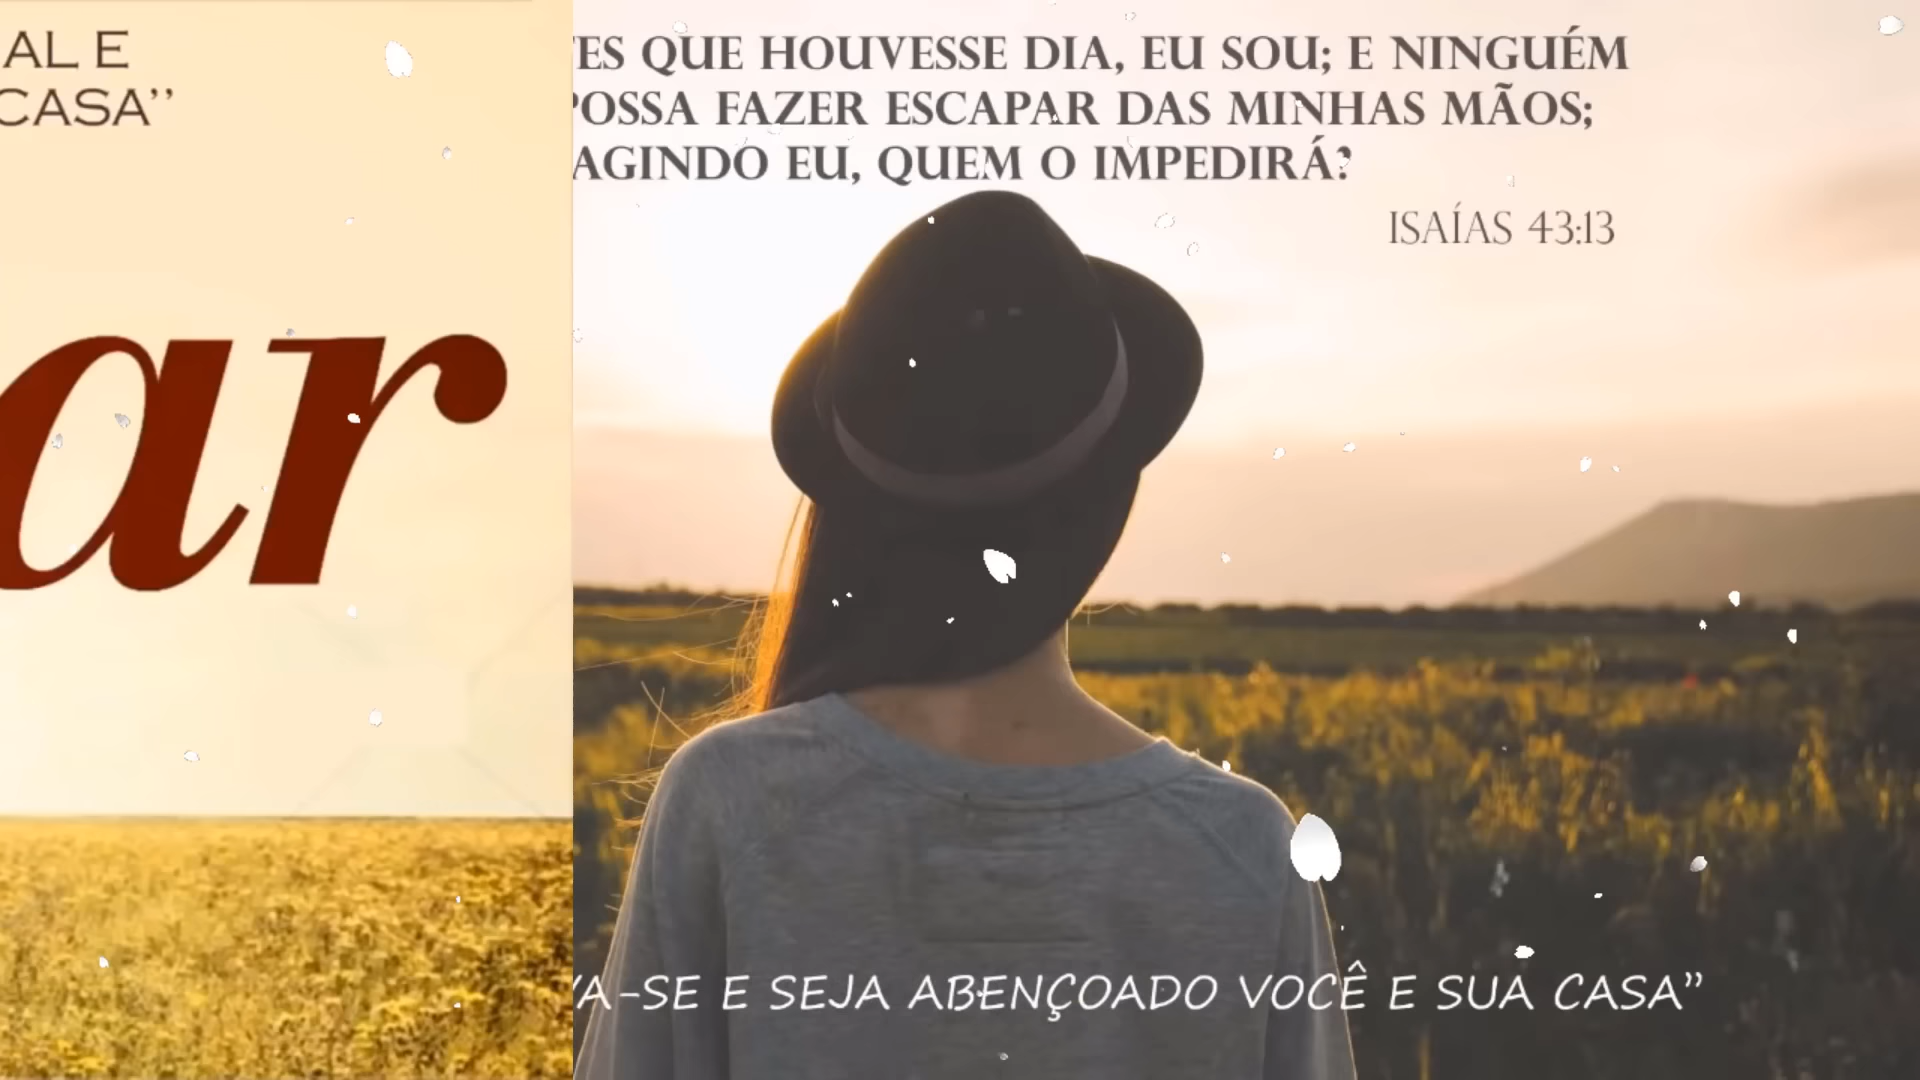 AL E
CASA’’
ar
ES QUE HOUVESSE DIA, EU SOU; E NINGUÉM
POSSA FAZER ESCAPAR DAS MINHAS MÃOS;
AGINDO EU, QUEM O IMPEDIRÁ?
ISAÍAS 43:13
VA-SE E SEJA ABENÇOADO VOCÊ E SUA CASA”